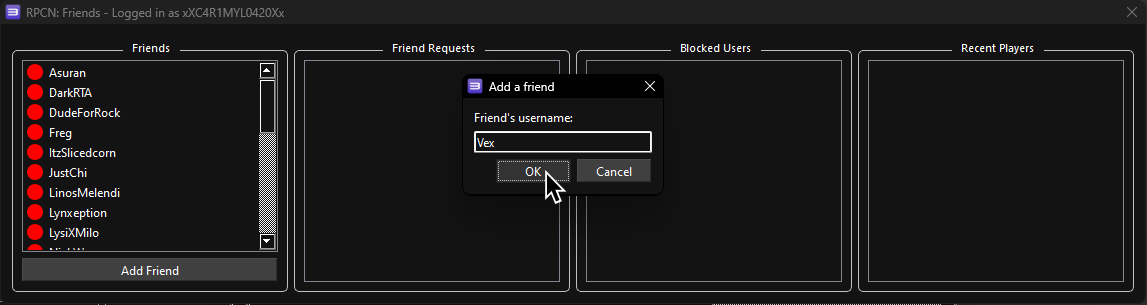 RPCN: Friends - Logged in as xXC4R1MYL0420Xx
Friends
Friend Requests
Blocked Users
Recent Players
Asuran
DarkRTA
DudeForRock
Freg
ItzSlicedcorn
JustChi
LinosMelendi
Lynxeption
LysiXMilo
Add Friend
Add a friend
Friend's username:
Vex
OK
Cancel